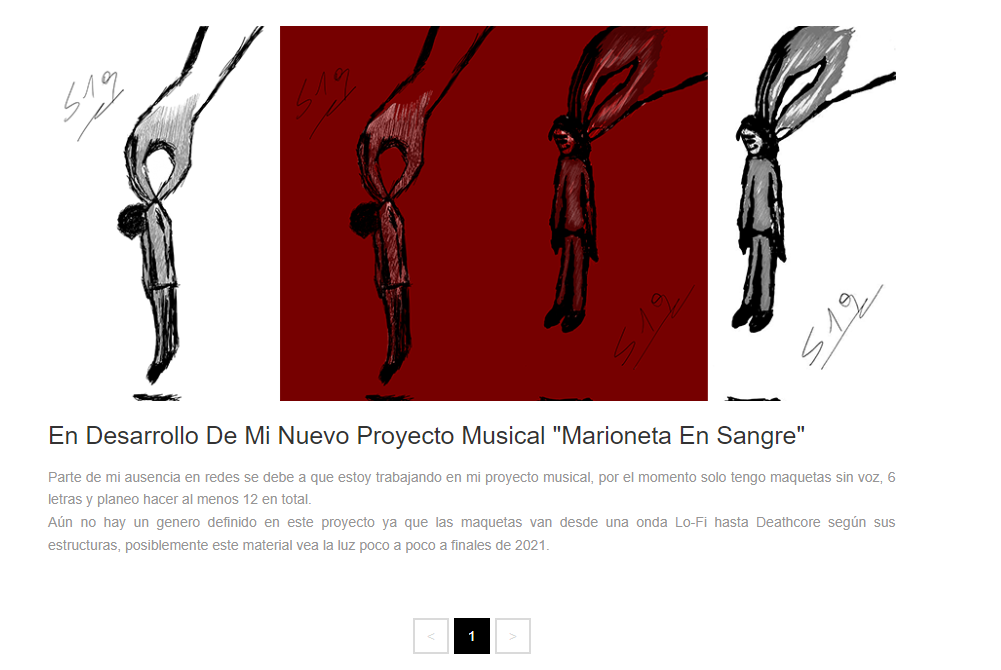 S19
S19
S19
S19
En Desarrollo De Mi Nuevo Proyecto Musical "Marioneta En Sangre"
Parte de mi ausencia en redes se debe a que estoy trabajando en mi proyecto musical, por el momento solo tengo maquetas sin voz, 6
letras y planeo hacer al menos 12 en total.
Aún no hay un genero definido en este proyecto ya que las maquetas van desde una onda Lo-Fi hasta Deathcore según sus
estructuras, posiblemente este material vea la luz poco a poco a finales de 2021.
< 1 >